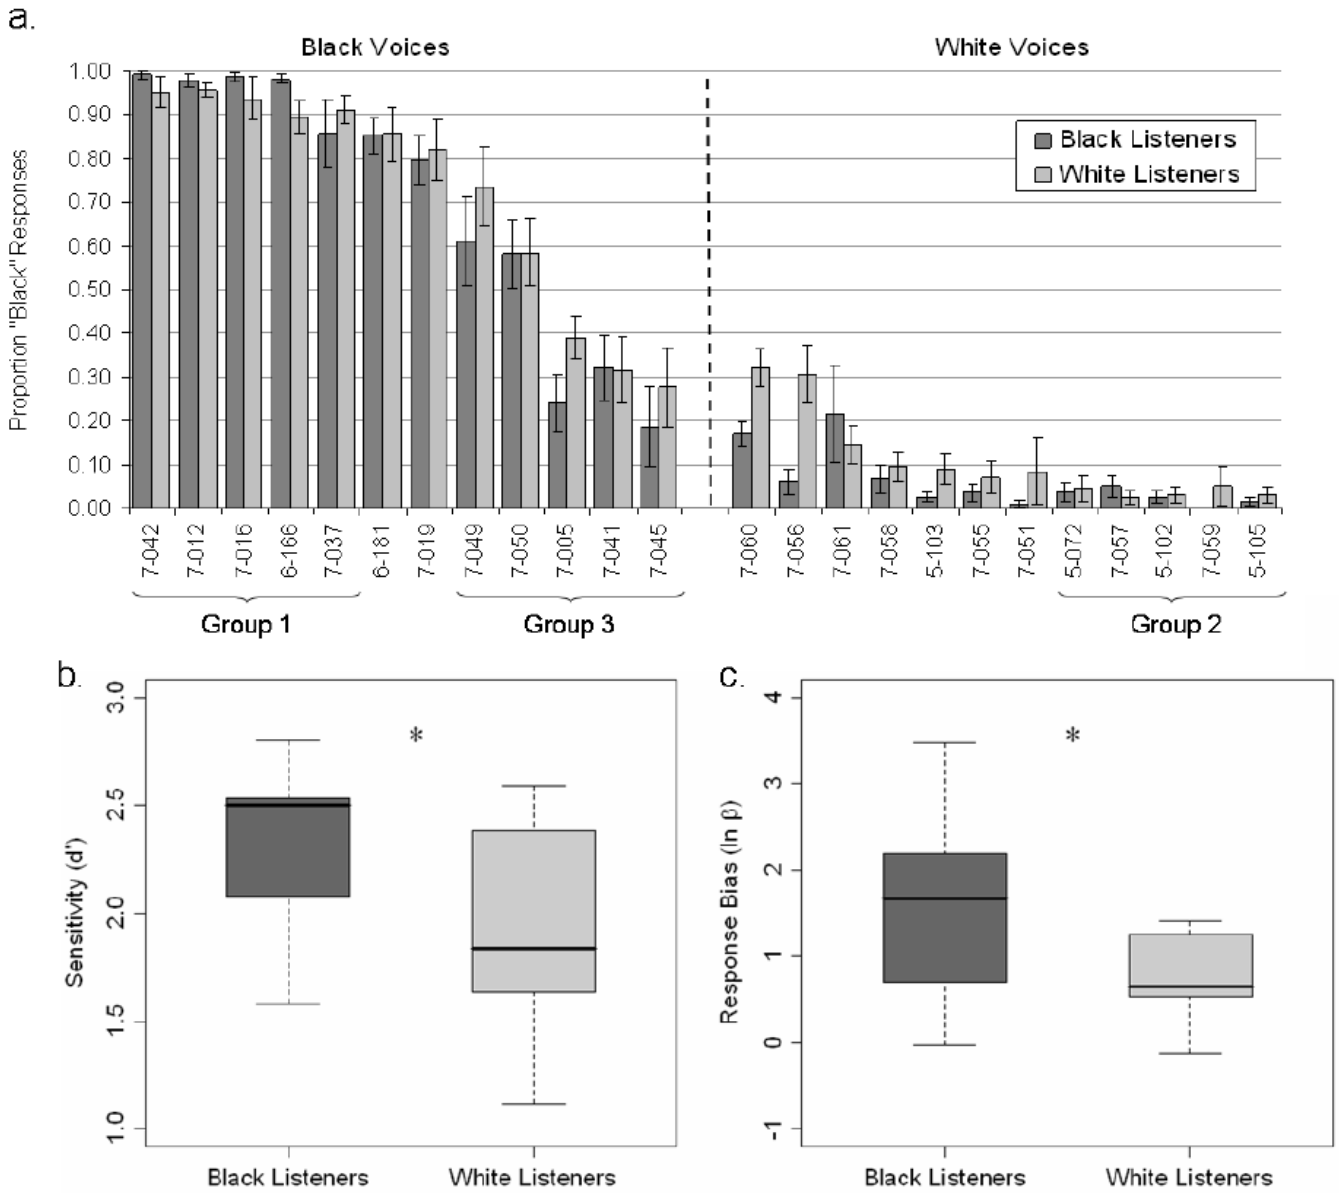 a.
Black Voices
White Voices
Proportion "Black" Responses
1.00
0.90
0.80
0.70
0.60
0.50
0.40
0.30
0.20
0.10
0.00
Black Listeners
White Listeners
7-042 7-012 7-016 6-166 7-037 6-181 7-019 7-049 7-050 7-005 7-041 7-045 7-060 7-056 7-061 7-058 5-103 7-055 7-051 5-072 7-057 5-102 7-059 5-105
Group 1 Group 3 Group 2
b.
Sensitivity (d')
3.0
2.5
2.0
1.5
1.0
*
Black Listeners White Listeners
c.
Response Bias (ln β)
4
3
2
1
0
-1
*
Black Listeners White Listeners